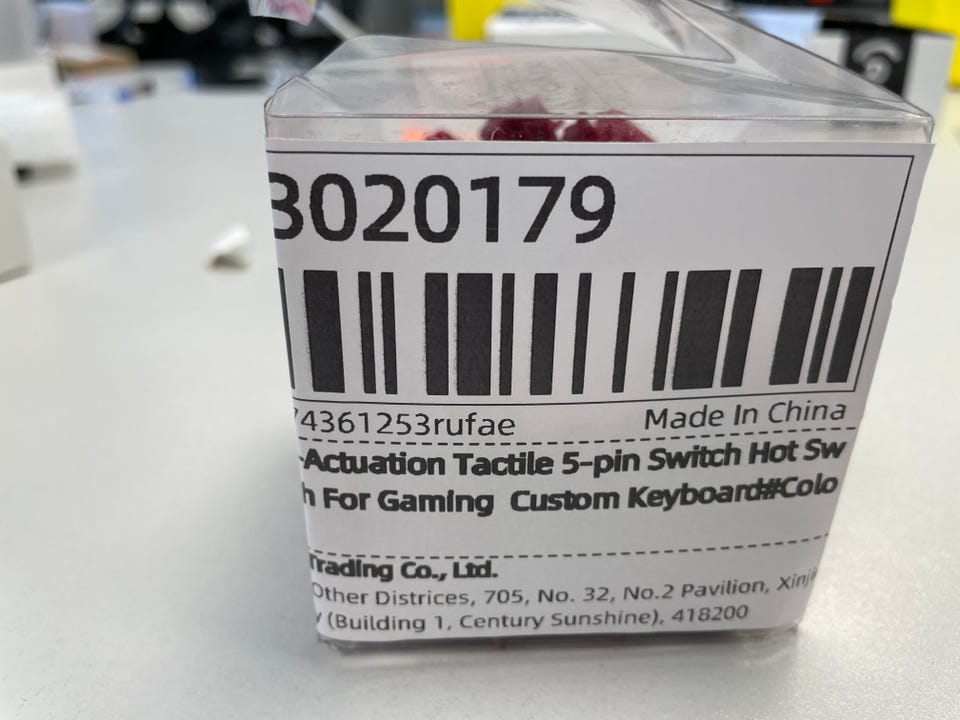 3020179
74361253rufae Made In China
-Actuation Tactile 5-pin Switch Hot Sw
h For Gaming Custom Keyboard#Colo
Trading Co., Ltd.
Other Districes, 705, No. 32, No.2 Pavilion, Xinji
y (Building 1, Century Sunshine), 418200